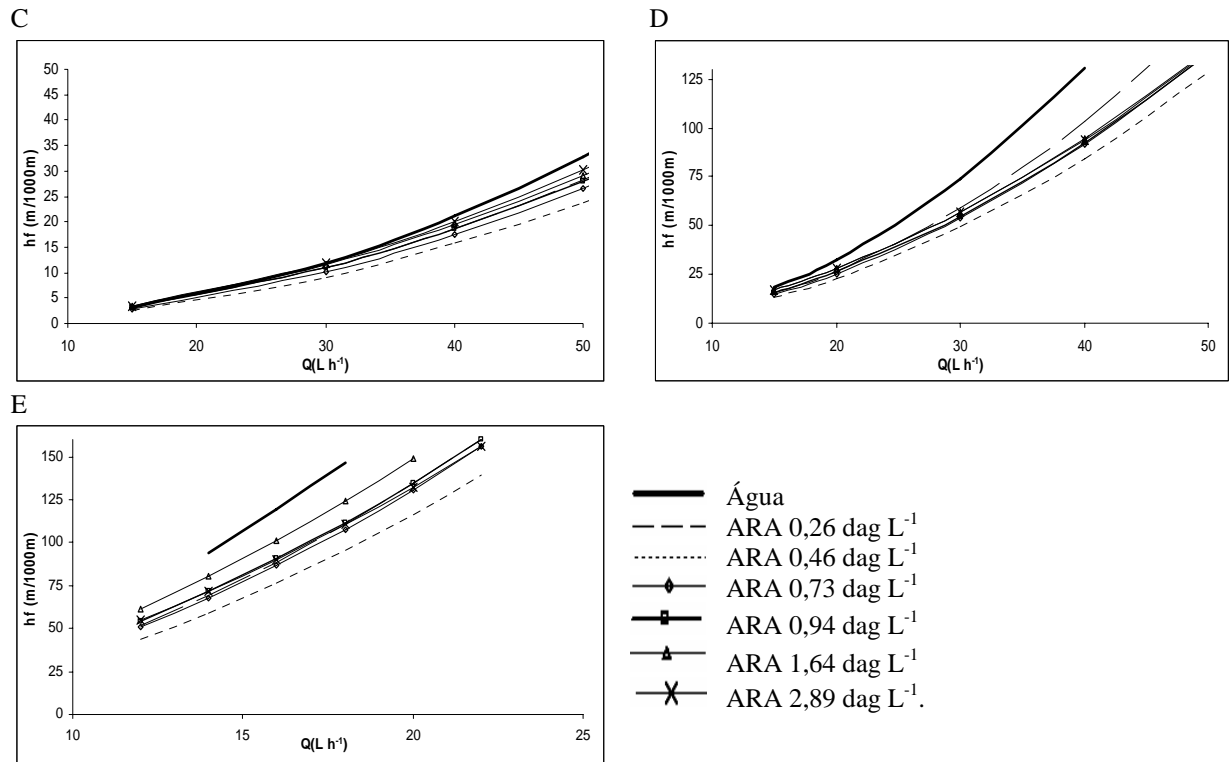 C
50
45
40
35
30
25
20
15
10
5
0
hf (m/1000m)
10 20 30 40 50
Q(L h⁻¹)
D
125
100
75
50
25
0
hf (m/1000m)
10 20 30 40 50
Q(L h⁻¹)
E
150
125
100
75
50
25
0
hf (m/1000m)
10 15 20 25
Q(L h⁻¹)
Água
ARA 0,26 dag L⁻¹
ARA 0,46 dag L⁻¹
ARA 0,73 dag L⁻¹
ARA 0,94 dag L⁻¹
ARA 1,64 dag L⁻¹
ARA 2,89 dag L⁻¹.